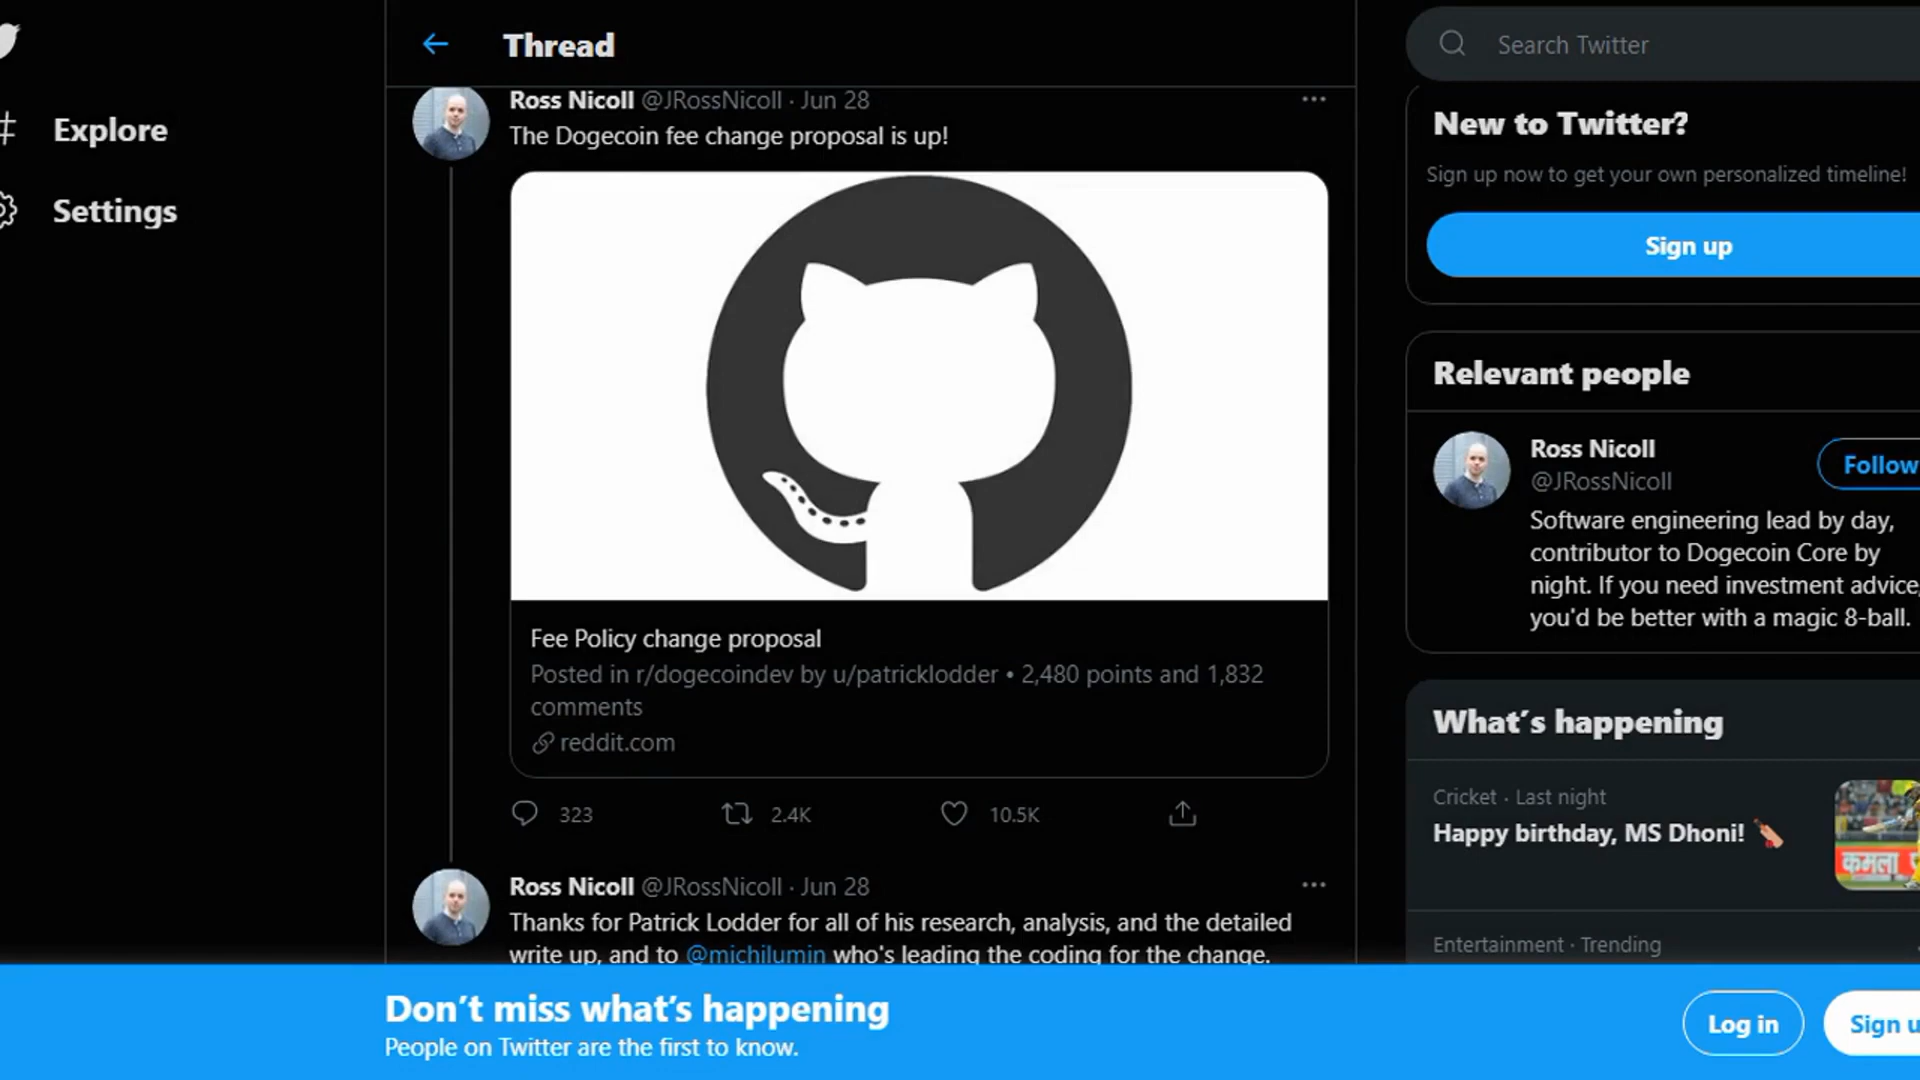 Thread
Search Twitter
Explore
Settings
Ross Nicoll @JRossNicoll · Jun 28
The Dogecoin fee change proposal is up!
Fee Policy change proposal
Posted in r/dogecoindev by u/patricklodder • 2,480 points and 1,832
comments
reddit.com
323 2.4K 10.5K
Ross Nicoll @JRossNicoll · Jun 28
Thanks for Patrick Lodder for all of his research, analysis, and the detailed
write up, and to @michilumin who's leading the coding for the change.
New to Twitter?
Sign up now to get your own personalized timeline!
Sign up
Relevant people
Ross Nicoll
@JRossNicoll
Follow
Software engineering lead by day,
contributor to Dogecoin Core by
night. If you need investment advice,
you'd be better with a magic 8-ball.
What's happening
Cricket · Last night
Happy birthday, MS Dhoni!
कमला
Entertainment · Trending
Don't miss what's happening
People on Twitter are the first to know.
Log in
Sign u